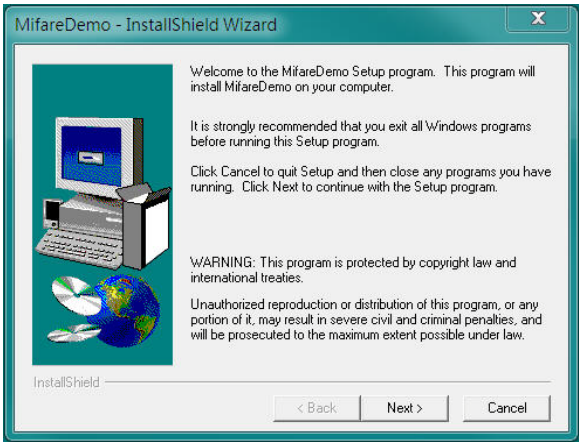 MifareDemo - InstallShield Wizard
Welcome to the MifareDemo Setup program.  This program will
install MifareDemo on your computer.
It is strongly recommended that you exit all Windows programs
before running this Setup program.
Click Cancel to quit Setup and then close any programs you have
running.  Click Next to continue with the Setup program.
WARNING: This program is protected by copyright law and
international treaties.
Unauthorized reproduction or distribution of this program, or any
portion of it, may result in severe civil and criminal penalties, and
will be prosecuted to the maximum extent possible under law.
InstallShield
< Back
Next >
Cancel